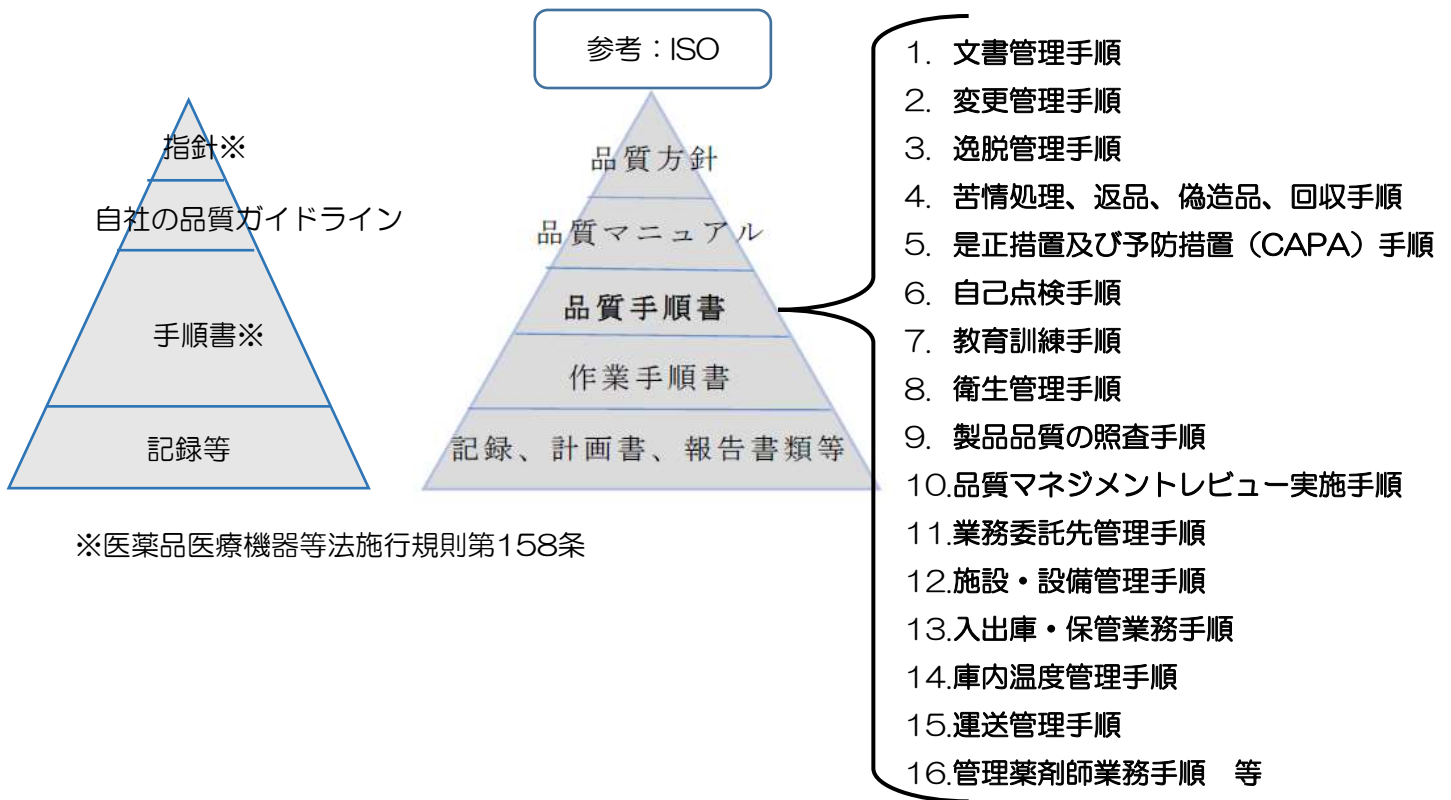 参考:ISO
指針※
自社の品質ガイドライン
手順書※
記録等
※医薬品医療機器等法施行規則第158条
品質方針
品質マニュアル
品質手順書
作業手順書
記録、計画書、報告書類等
1. 文書管理手順
2. 変更管理手順
3. 逸脱管理手順
4. 苦情処理、返品、偽造品、回収手順
5. 是正措置及び予防措置(CAPA)手順
6. 自己点検手順
7. 教育訓練手順
8. 衛生管理手順
9. 製品品質の照査手順
10.品質マネジメントレビュー実施手順
11.業務委託先管理手順
12.施設・設備管理手順
13.入出庫・保管業務手順
14.庫内温度管理手順
15.運送管理手順
16.管理薬剤師業務手順 等